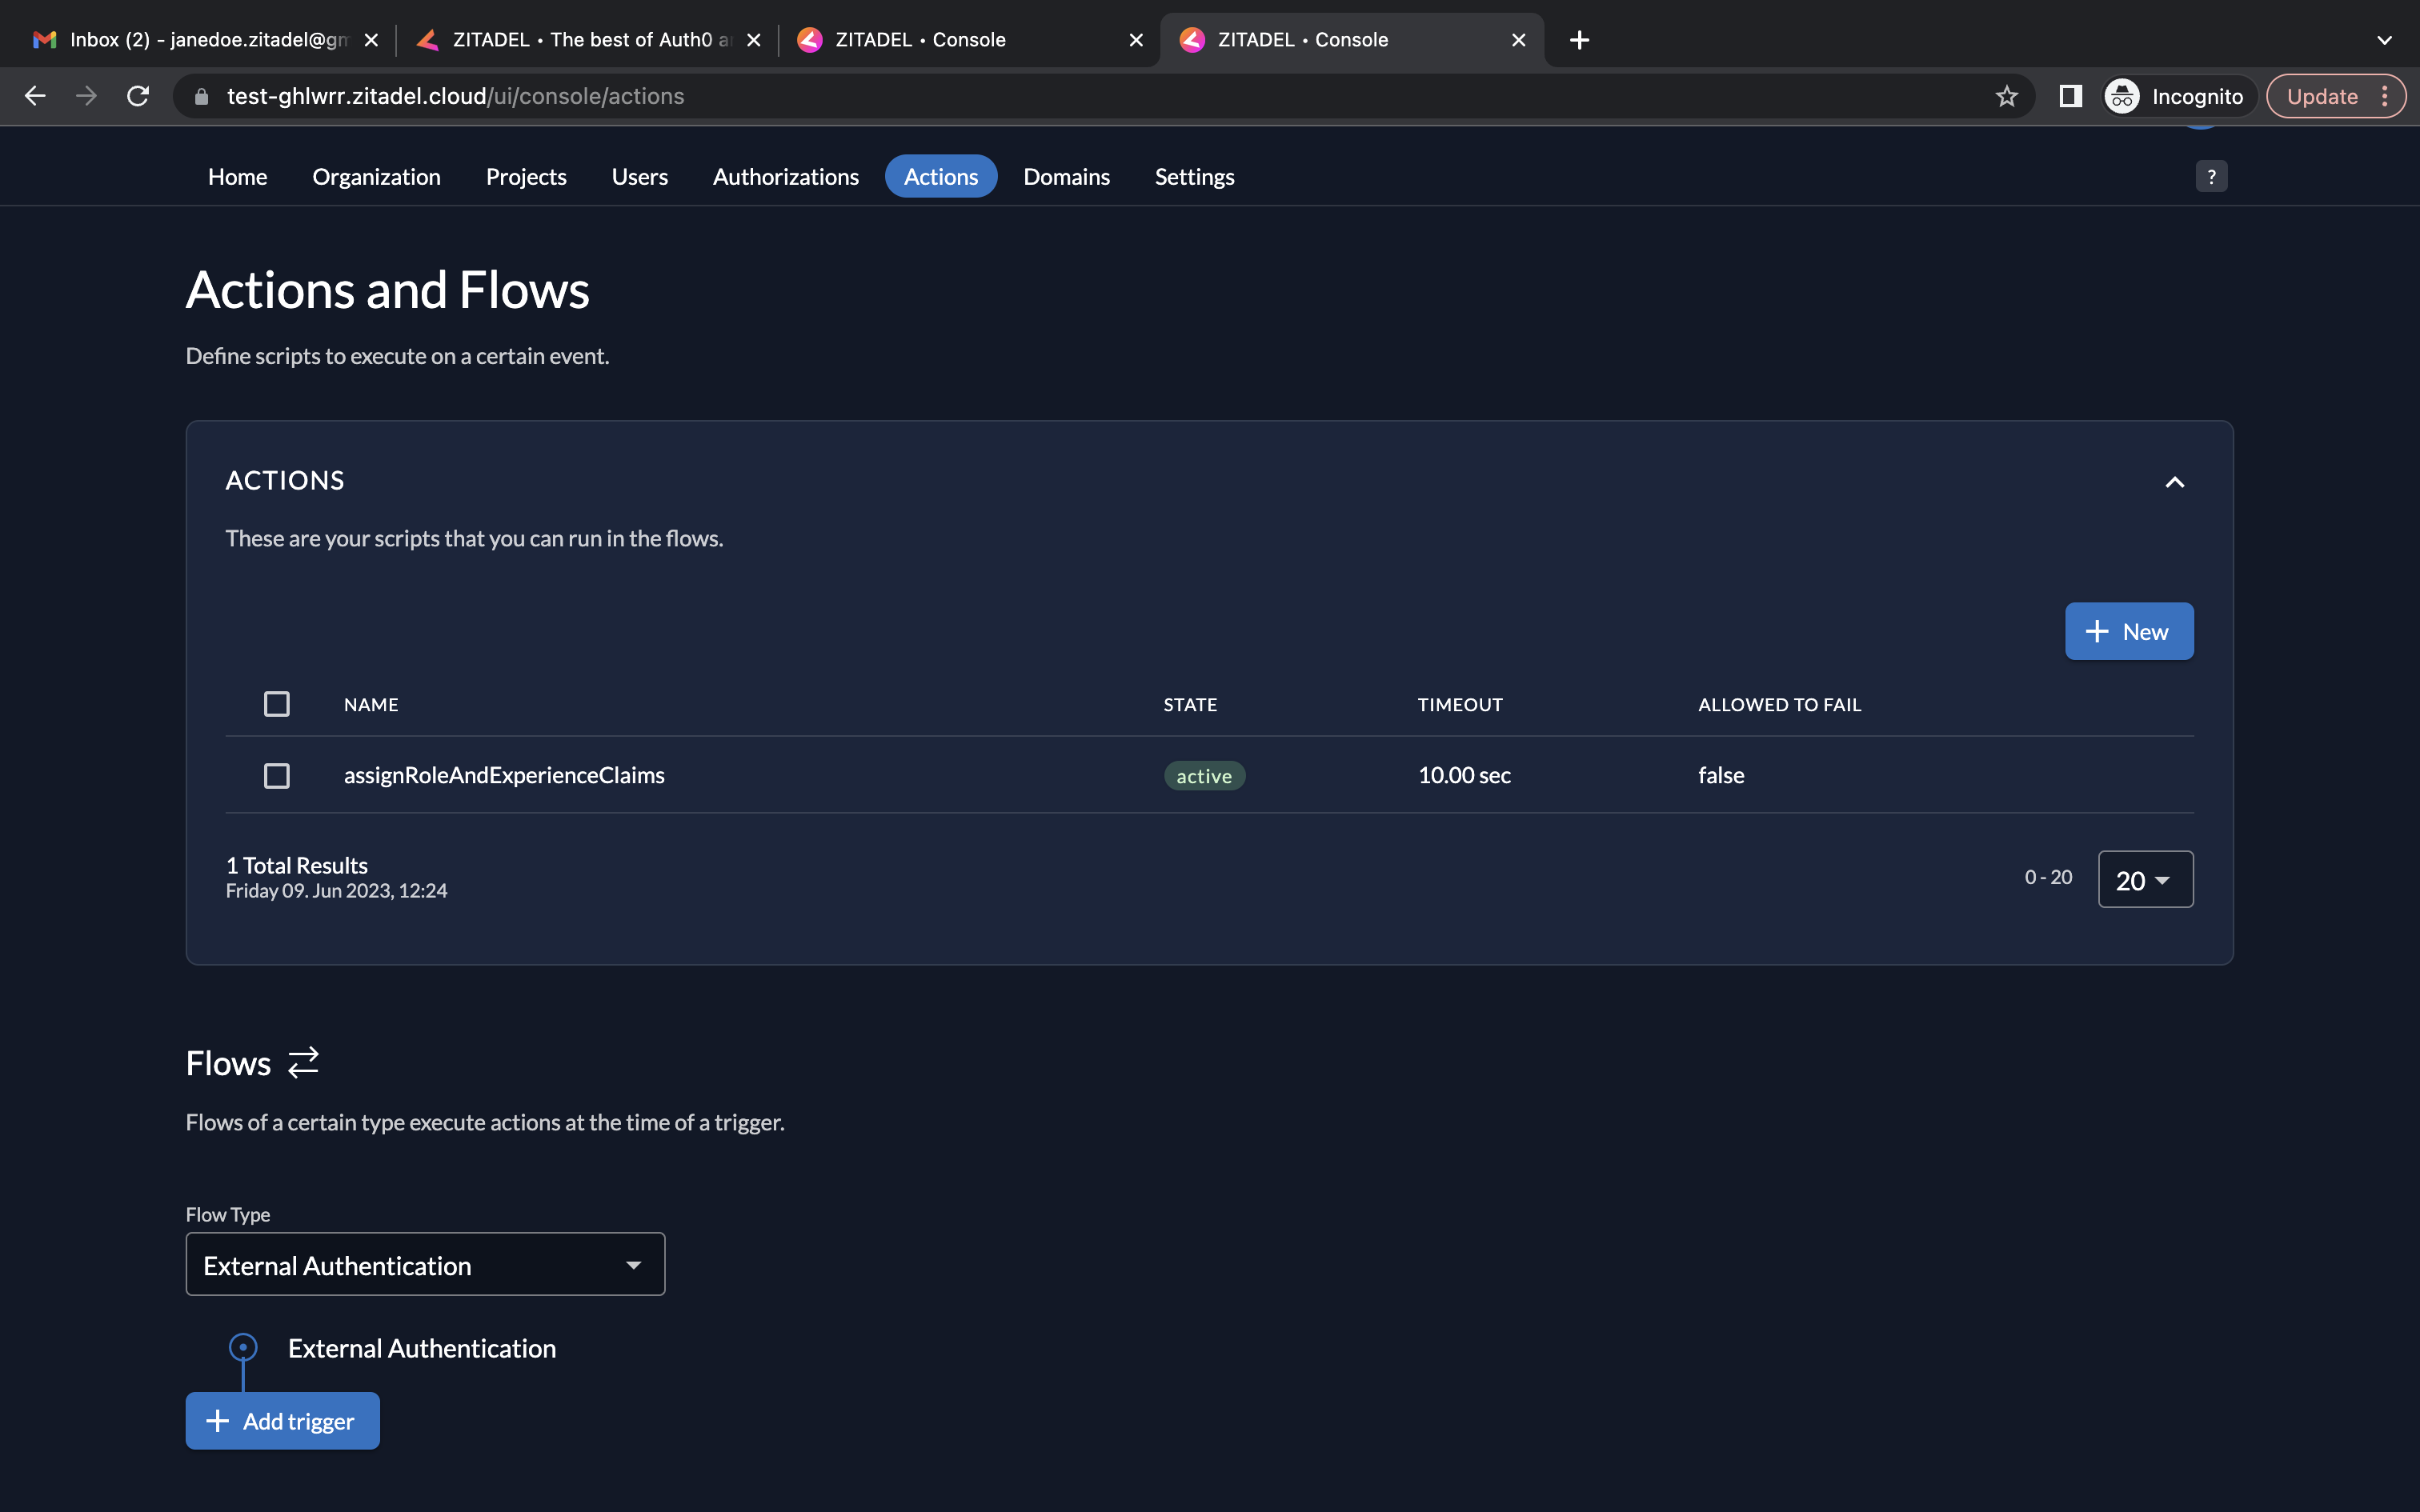 Inbox (2) - janedoe.zitadel@gm
ZITADEL • The best of Auth0 a
ZITADEL • Console
ZITADEL • Console
test-ghlwrr.zitadel.cloud/ui/console/actions
Incognito
Update
Home Organization Projects Users Authorizations Actions Domains Settings
?
Actions and Flows
Define scripts to execute on a certain event.
ACTIONS
These are your scripts that you can run in the flows.
New
NAME STATE TIMEOUT ALLOWED TO FAIL
assignRoleAndExperienceClaims active 10.00 sec false
1 Total Results
Friday 09. Jun 2023, 12:24
0 - 20 20
Flows
Flows of a certain type execute actions at the time of a trigger.
Flow Type
External Authentication
External Authentication
Add trigger